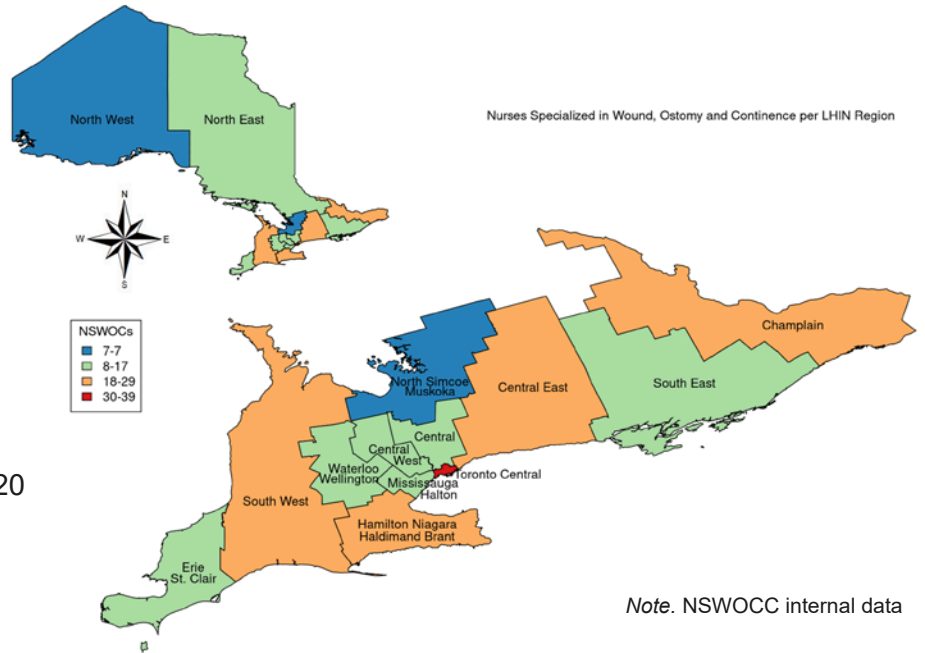 North West
North East
Nurses Specialized in Wound, Ostomy and Continence per LHIN Region
N
W
E
S
NSWOCs
7-7
8-17
18-29
30-39
Champlain
North Simcoe
Muskoka
Central East
South East
Central
Central
West
Waterloo
Wellington
Toronto Central
Mississauga
Halton
20
South West
Hamilton Niagara
Haldimand Brant
Erie
St. Clair
Note. NSWOCC internal data